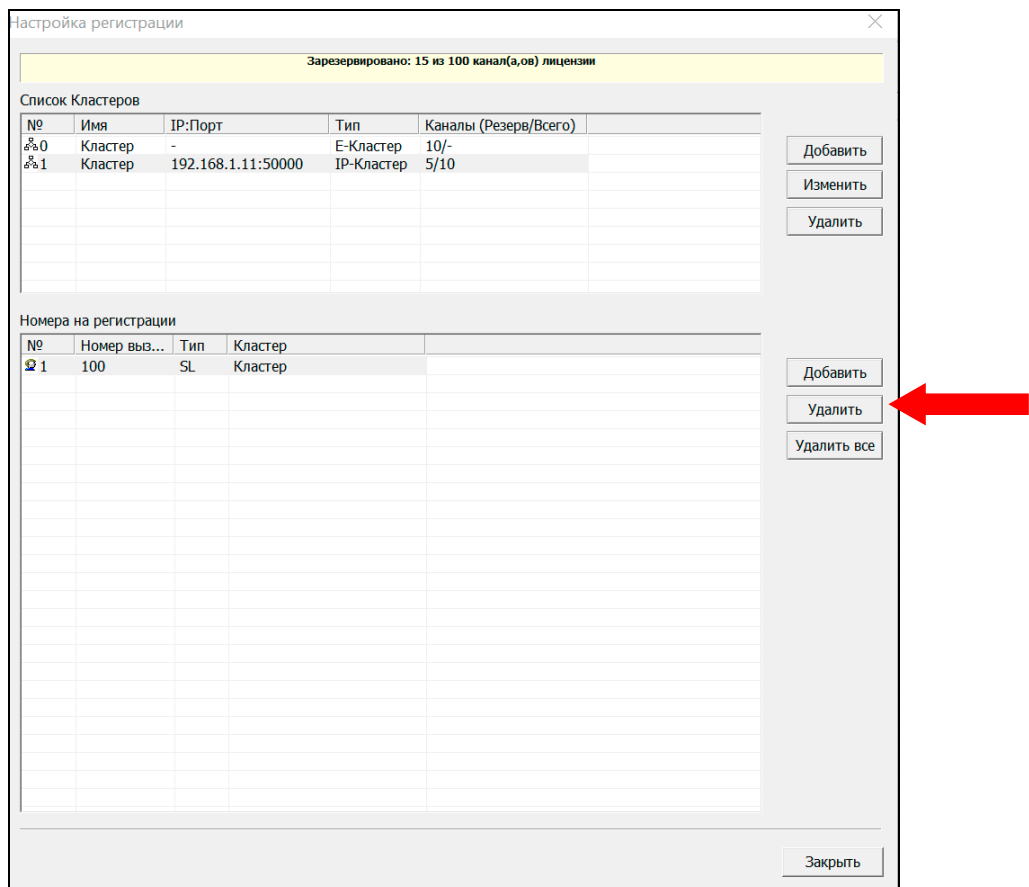 Настройка регистрации
Зарезервировано: 15 из 100 канал(а,ов) лицензии
Список Кластеров
№ Имя IP:Порт Тип Каналы (Резерв/Всего)
0 Кластер - E-Кластер 10/-
1 Кластер 192.168.1.11:50000 IP-Кластер 5/10
Добавить
Изменить
Удалить
Номера на регистрации
№ Номер выз... Тип Кластер
1 100 SL Кластер
Добавить
Удалить
Удалить все
Закрыть